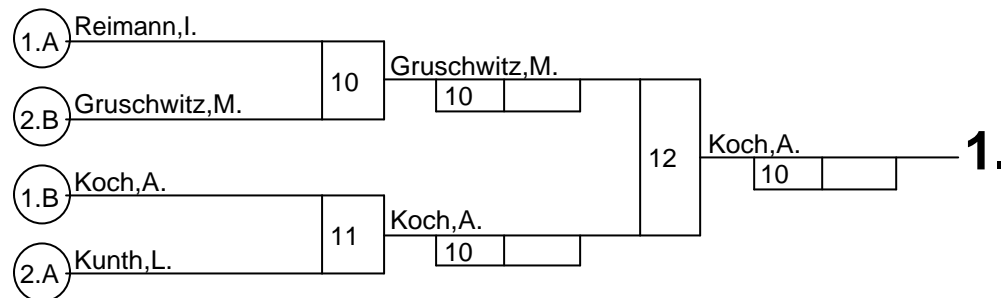 1.A Reimann,I.
10
Gruschwitz,M.
10
2.B Gruschwitz,M.
12
Koch,A.
10
1.
1.B Koch,A.
11
Koch,A.
10
2.A Kunth,L.